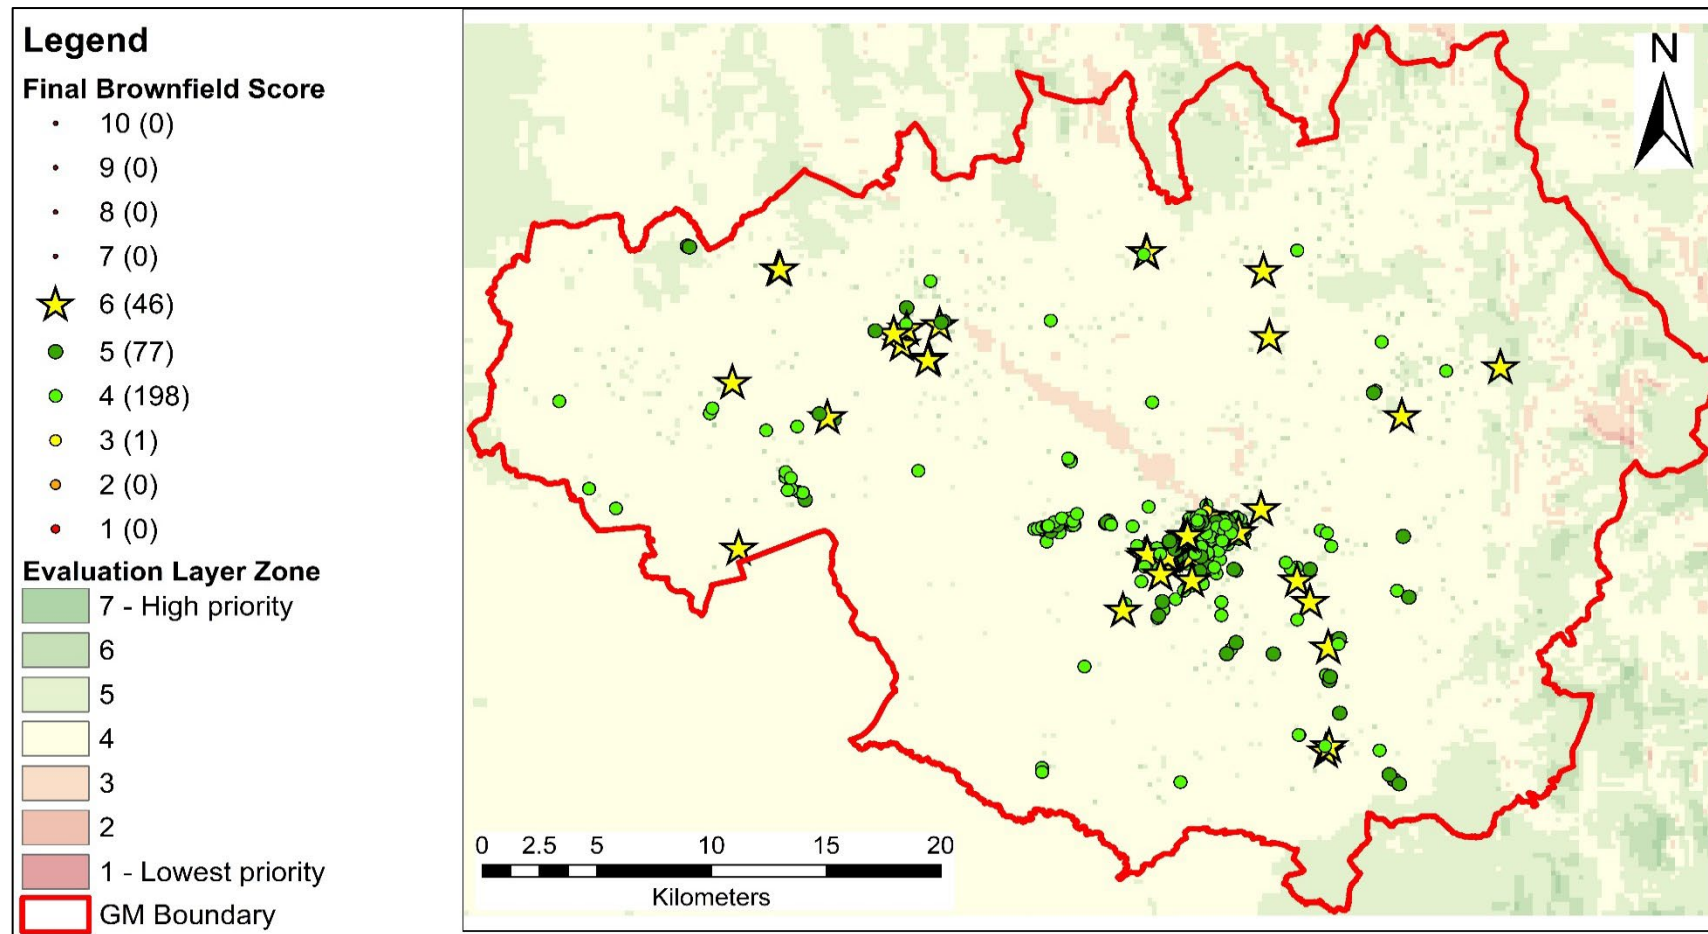 Legend
Final Brownfield Score
10 (0)
9 (0)
8 (0)
7 (0)
6 (46)
5 (77)
4 (198)
3 (1)
2 (0)
1 (0)
Evaluation Layer Zone
7 - High priority
6
5
4
3
2
1 - Lowest priority
GM Boundary
N
0 2.5 5 10 15 20
Kilometers